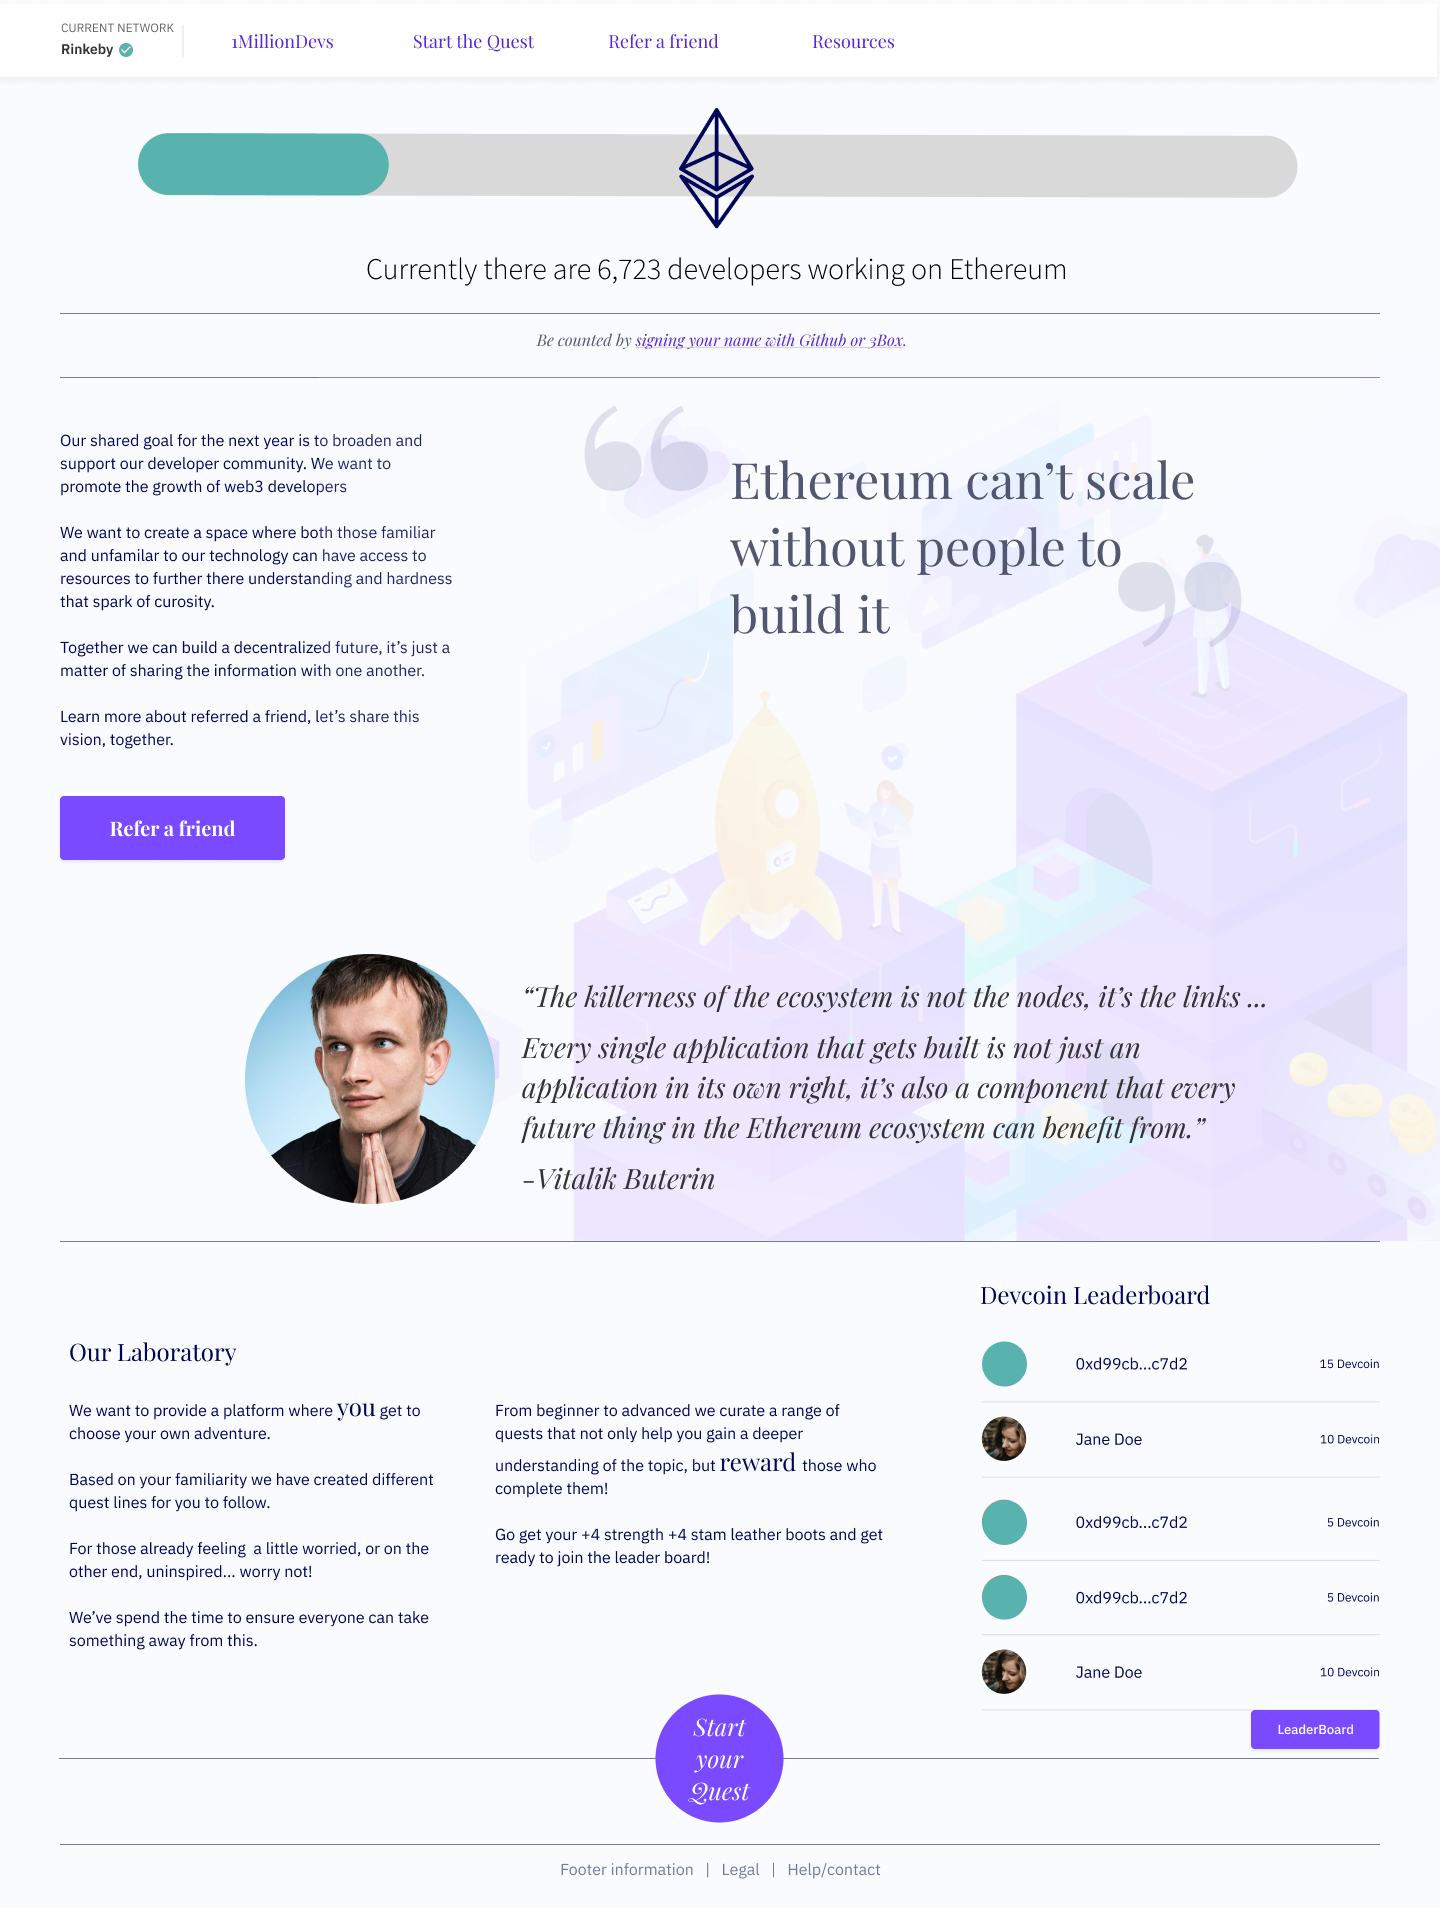 CURRENT NETWORK
Rinkeby
1MillionDevs
Start the Quest
Refer a friend
Resources
Currently there are 6,723 developers working on Ethereum
Be counted by signing your name with Github or 3Box.
Our shared goal for the next year is to broaden and
support our developer community. We want to
promote the growth of web3 developers
We want to create a space where both those familiar
and unfamilar to our technology can have access to
resources to further there understanding and hardness
that spark of curosity.
Together we can build a decentralized future, it’s just a
matter of sharing the information with one another.
Learn more about referred a friend, let’s share this
vision, together.
Refer a friend
“
Ethereum can’t scale
without people to
build it
”
“The killerness of the ecosystem is not the nodes, it’s the links ...
Every single application that gets built is not just an
application in its own right, it’s also a component that every
future thing in the Ethereum ecosystem can benefit from.”
-Vitalik Buterin
Our Laboratory
We want to provide a platform where you get to
choose your own adventure.
Based on your familiarity we have created different
quest lines for you to follow.
For those already feeling  a little worried, or on the
other end, uninspired... worry not!
We’ve spend the time to ensure everyone can take
something away from this.
From beginner to advanced we curate a range of
quests that not only help you gain a deeper
understanding of the topic, but reward those who
complete them!
Go get your +4 strength +4 stam leather boots and get
ready to join the leader board!
Devcoin Leaderboard
0xd99cb...c7d2 15 Devcoin
Jane Doe 10 Devcoin
0xd99cb...c7d2 5 Devcoin
0xd99cb...c7d2 5 Devcoin
Jane Doe 10 Devcoin
LeaderBoard
Start
your
Quest
Footer information | Legal | Help/contact